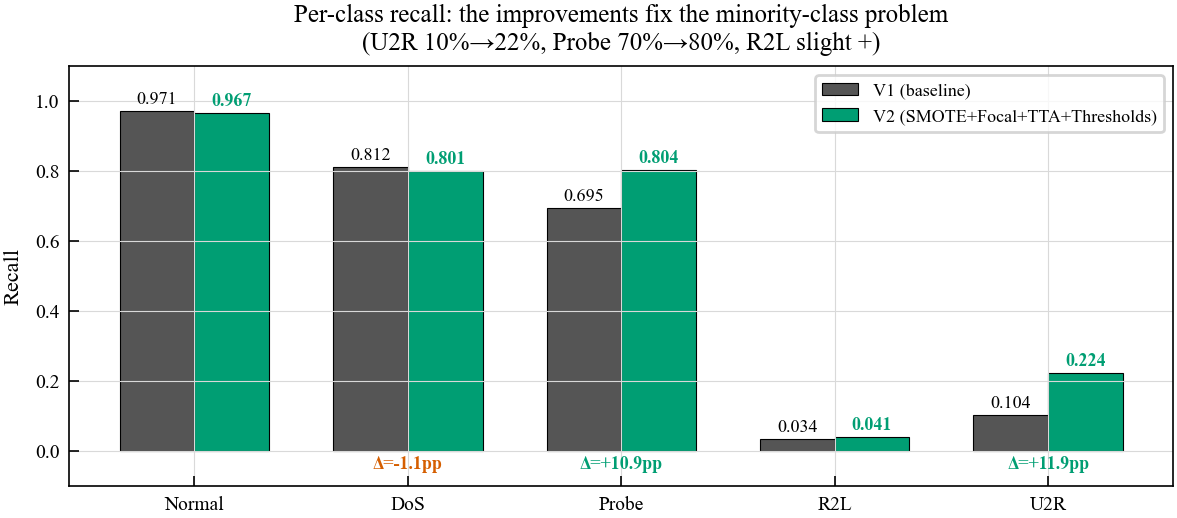 Per-class recall: the improvements fix the minority-class problem
(U2R 10%→22%, Probe 70%→80%, R2L slight +)
V1 (baseline)
V2 (SMOTE+Focal+TTA+Thresholds)
Recall
1.0
0.8
0.6
0.4
0.2
0.0
0.971
0.967
0.812
0.801
0.695
0.804
0.034
0.041
0.104
0.224
Δ=-1.1pp
Δ=+10.9pp
Δ=+11.9pp
Normal
DoS
Probe
R2L
U2R